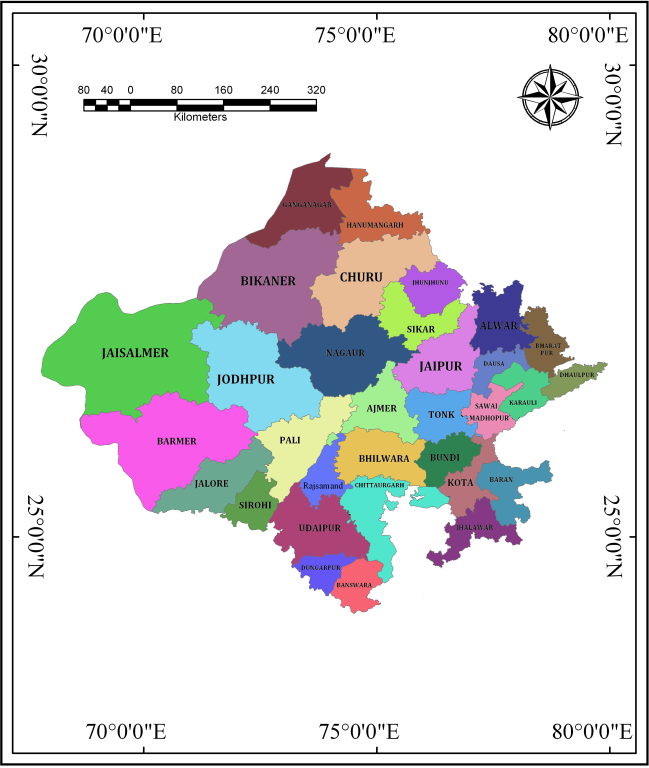 70°0'0"E 75°0'0"E 80°0'0"E
30°0'0"N 30°0'0"N
80 40 0 80 160 240 320
Kilometers
GANGANAGAR
HANUMANGARH
BIKANER
CHURU
JHUNJHUNU
SIKAR
ALWAR
JAISALMER
NAGAUR
BHARAT
PUR
JODHPUR
JAIPUR
DAUSA
DHAULPUR
AJMER
TONK
SAWAI
MADHOPUR
KARAULI
BARMER
PALI
BHILWARA
BUNDI
JALORE
Rajsamand
CHITTAURGARH
KOTA
BARAN
SIROHI
UDAIPUR
JHALAWAR
DUNGARPUR
BANSWARA
25°0'0"N 25°0'0"N
70°0'0"E 75°0'0"E 80°0'0"E